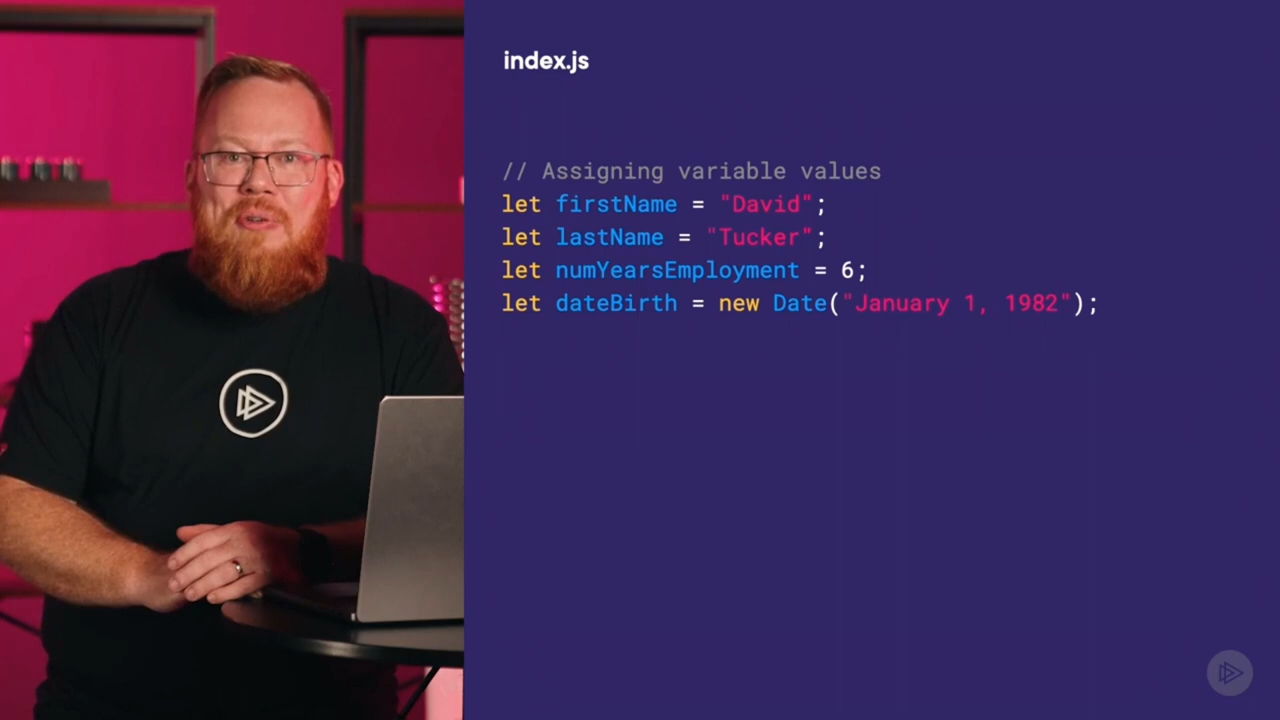 index.js
// Assigning variable values
let firstName = "David";
let lastName = "Tucker";
let numYearsEmployment = 6;
let dateBirth = new Date("January 1, 1982");